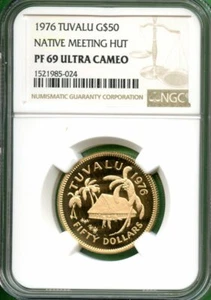 1976 TUVALU G$50
NATIVE MEETING HUT
PF 69 ULTRA CAMEO
1521985-024
NUMISMATIC GUARANTY CORPORATION
NGC
TUVALU 1976
FIFTY DOLLARS